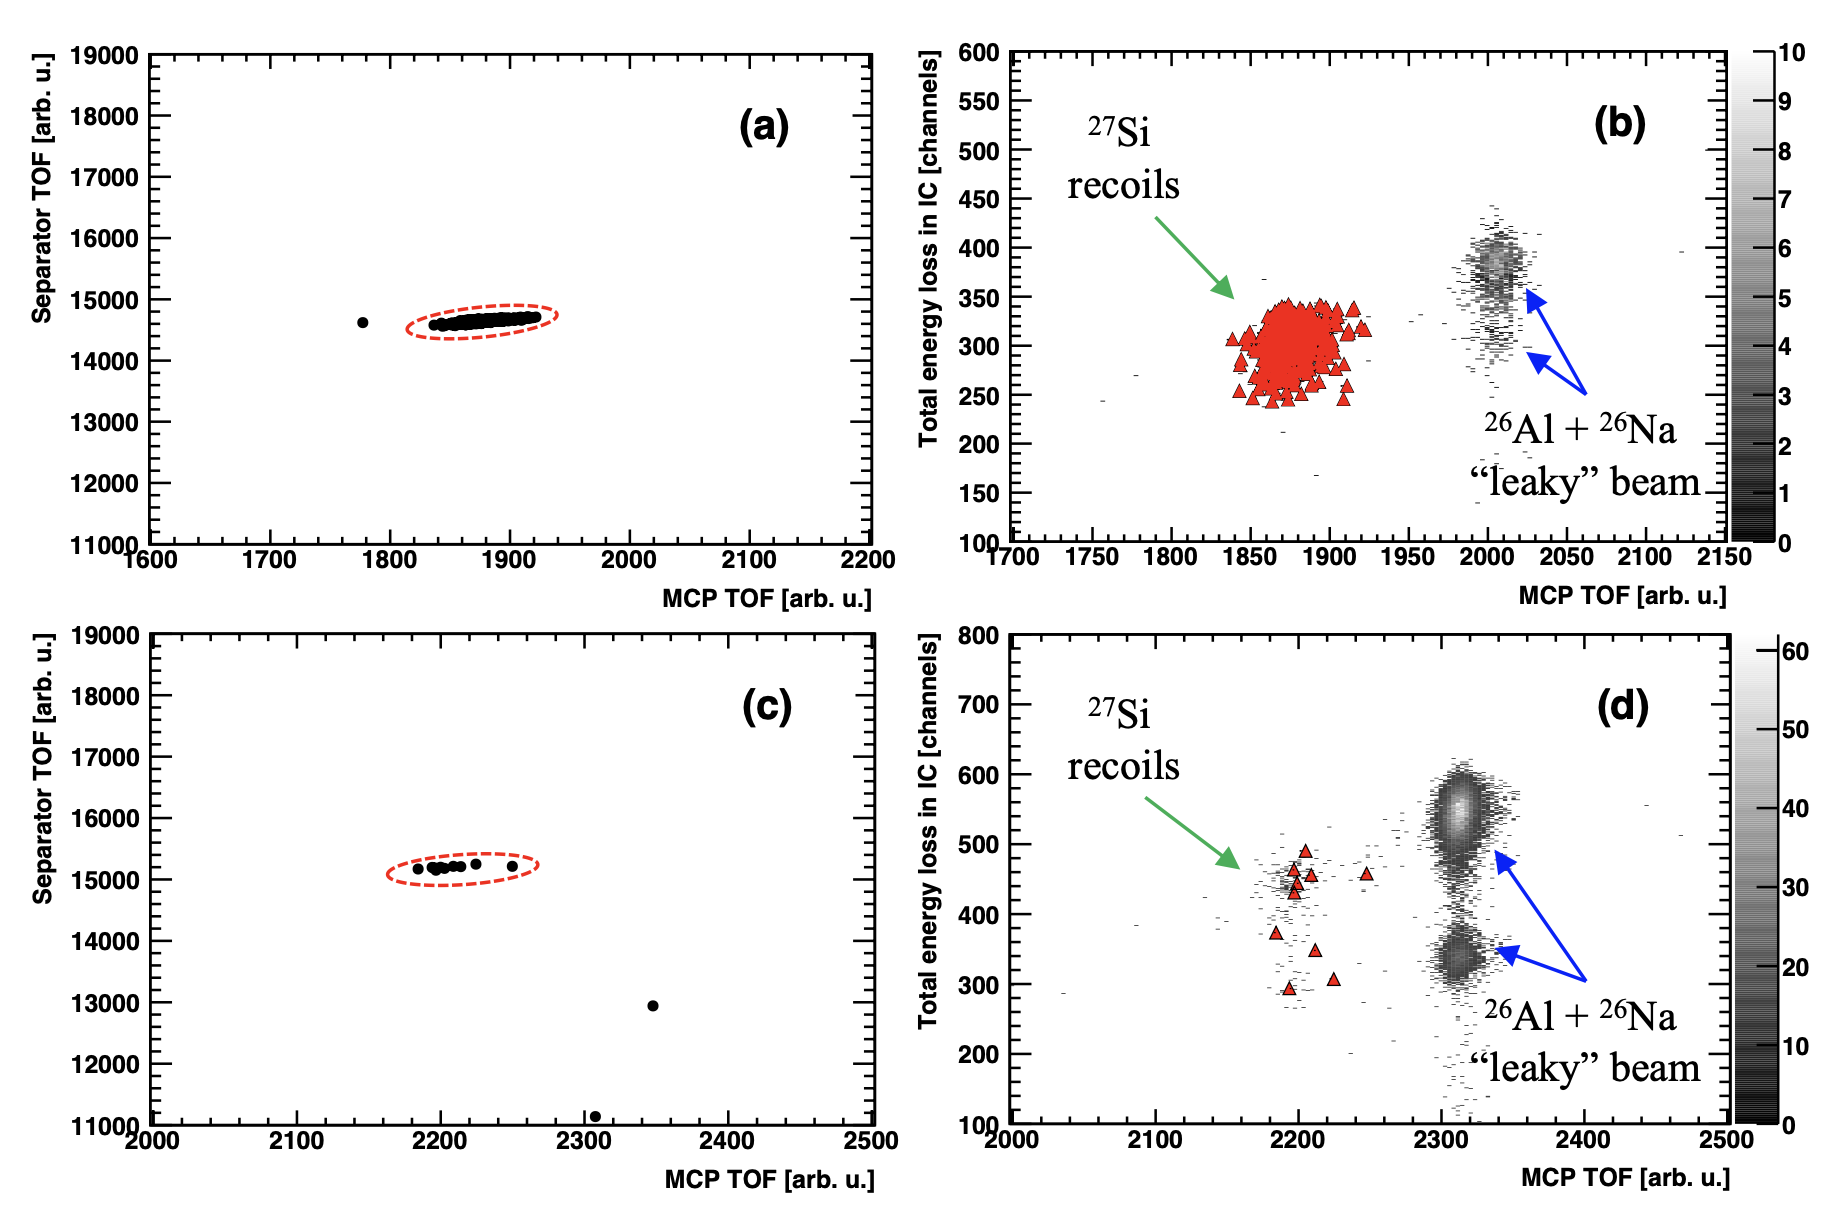 19000
18000
17000
16000
15000
14000
13000
12000
11000
1600 1700 1800 1900 2000 2100 2200
Separator TOF [arb. u.]
MCP TOF [arb. u.]
(a)
600
550
500
450
400
350
300
250
200
150
100
1700 1750 1800 1850 1900 1950 2000 2050 2100 2150
Total energy loss in IC [channels]
MCP TOF [arb. u.]
(b)
27Si
recoils
26Al + 26Na
“leaky” beam
10
9
8
7
6
5
4
3
2
1
0
19000
18000
17000
16000
15000
14000
13000
12000
11000
2000 2100 2200 2300 2400 2500
Separator TOF [arb. u.]
MCP TOF [arb. u.]
(c)
800
700
600
500
400
300
200
100
2000 2100 2200 2300 2400 2500
Total energy loss in IC [channels]
MCP TOF [arb. u.]
(d)
27Si
recoils
26Al + 26Na
“leaky” beam
60
50
40
30
20
10
0